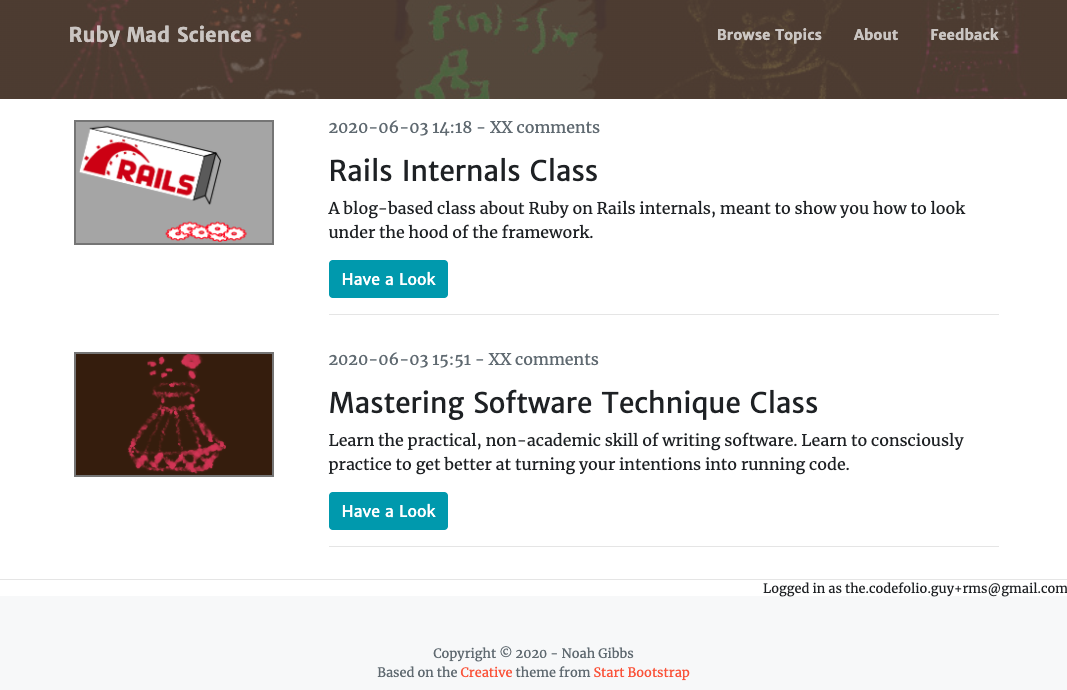 Ruby Mad Science
Browse Topics About Feedback
f(n) =
RAILS
2020-06-03 14:18 - XX comments
Rails Internals Class
A blog-based class about Ruby on Rails internals, meant to show you how to look
under the hood of the framework.
Have a Look
2020-06-03 15:51 - XX comments
Mastering Software Technique Class
Learn the practical, non-academic skill of writing software. Learn to consciously
practice to get better at turning your intentions into running code.
Have a Look
Logged in as the.codefolio.guy+rms@gmail.com
Copyright © 2020 - Noah Gibbs
Based on the Creative theme from Start Bootstrap